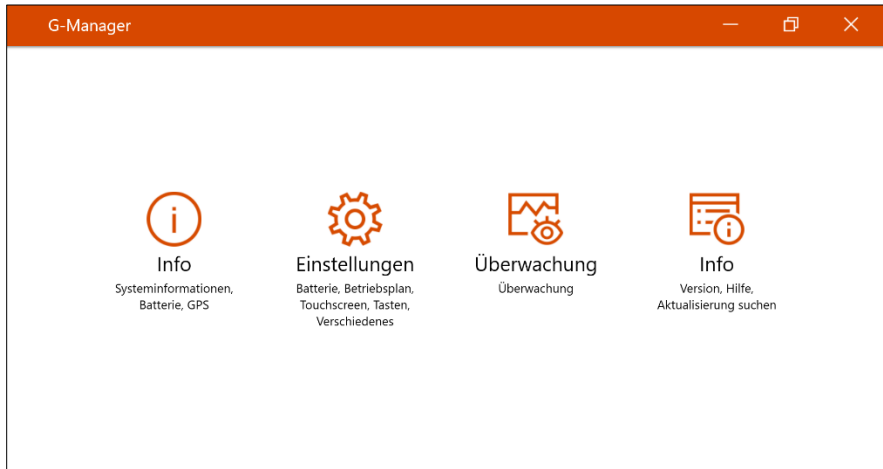 G-Manager
Info
Systeminformationen,
Batterie, GPS
Einstellungen
Batterie, Betriebsplan,
Touchscreen, Tasten,
Verschiedenes
Überwachung
Überwachung
Info
Version, Hilfe,
Aktualisierung suchen